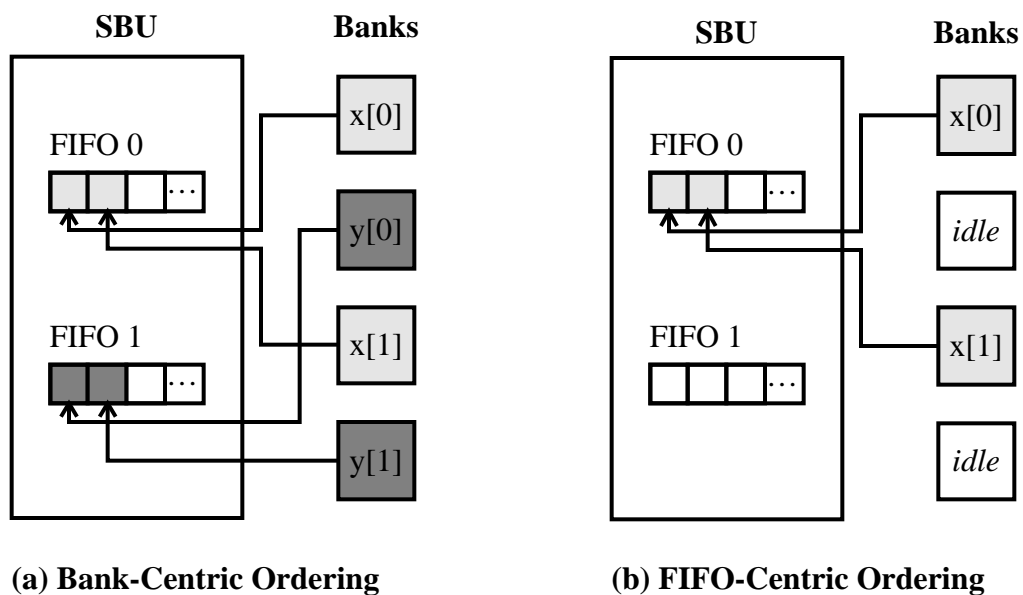 SBU Banks
x[0]
FIFO 0
...
y[0]
x[1]
FIFO 1
...
y[1]
(a) Bank-Centric Ordering
SBU Banks
x[0]
FIFO 0
...
idle
x[1]
FIFO 1
...
idle
(b) FIFO-Centric Ordering